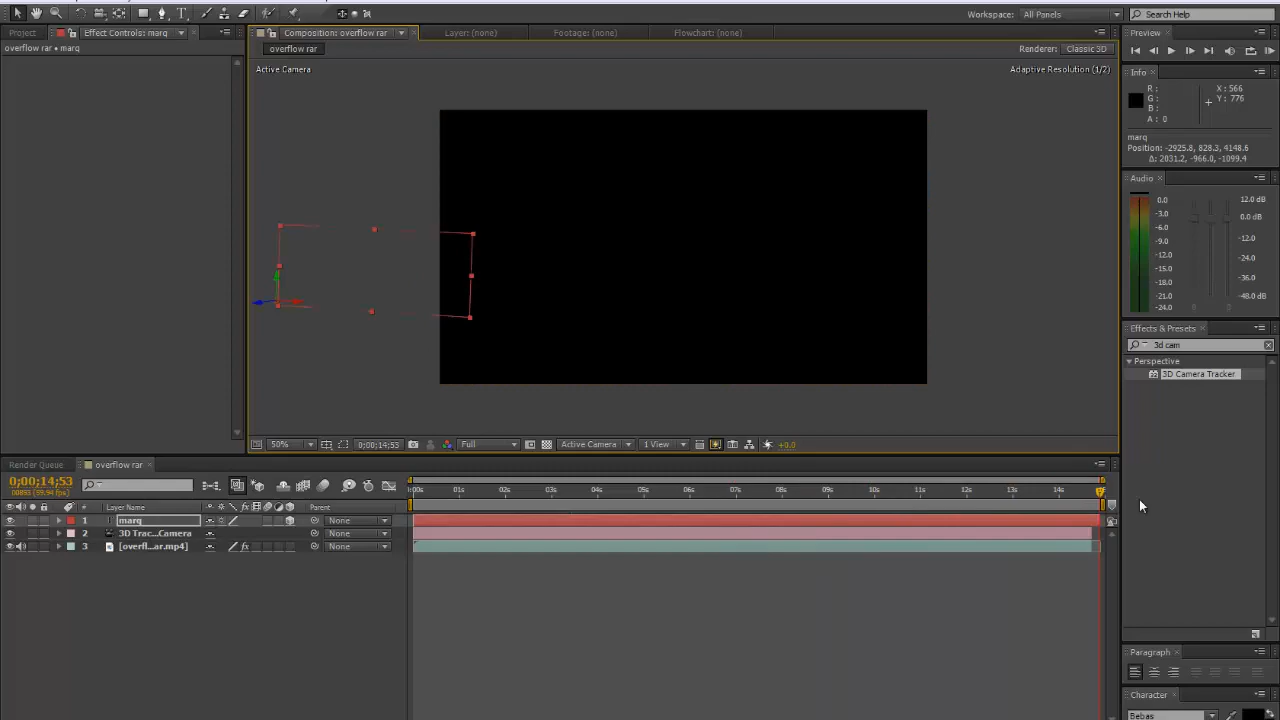 Workspace: All Panels
Search Help
Project
Effect Controls: marq
Composition: overflow rar
Layer: (none)
Footage: (none)
Flowchart: (none)
Preview
overflow rar • marq
overflow rar
Renderer: Classic 3D
Active Camera
Adaptive Resolution (1/2)
Info
R :
G :
B :
A : 0
X : 566
Y : 776
marq
Position: -2925.8, 828.3, 4148.6
Δ: 2031.2, -966.0, -1099.4
Audio
0.0
-3.0
-6.0
-9.0
-12.0
-15.0
-18.0
-21.0
-24.0
12.0 dB
0.0 dB
-12.0
-24.0
-36.0
-48.0 dB
Effects & Presets
3d cam
Perspective
3D Camera Tracker
50%
0;00;14;53
Full
Active Camera
1 View
+0.0
Render Queue
overflow rar
0;00;14;53
00893 (59.94 fps)
:00s 01s 02s 03s 04s 05s 06s 07s 08s 09s 10s 11s 12s 13s 14s
# Layer Name
Parent
1 marq None
2 3D Trac...Camera None
3 [overfl...ar.mp4] fx None
Paragraph
Character
Bebas